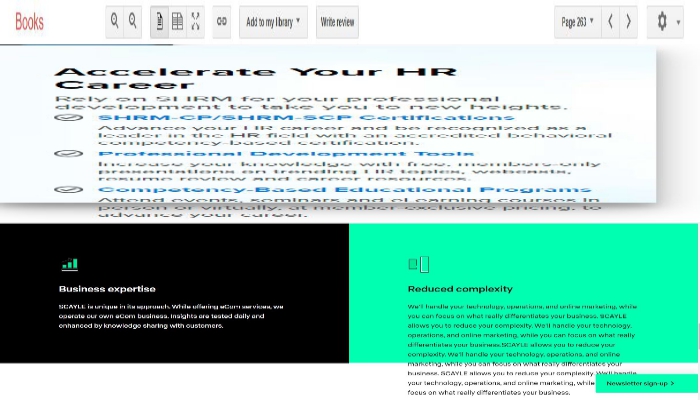 Books
Add to my library
Write review
Page 263
Accelerate Your HR
Career
Rely on SHRM for your professional
development to take you to new heights.
SHRM-CP/SHRM-SCP Certifications
Advance your HR career and be recognized as a
leader in the HR field with an accredited behavioral
competency-based certification.
Professional Development Tools
Increase your knowledge with free, members-only
presentations on trending HR topics, webcasts,
resume review and career resources.
Competency-Based Educational Programs
Attend events, seminars and eLearning courses in
person or virtually, at member exclusive pricing, to
advance your career.
Business expertise
SCAYLE is unique in its approach. While offering eCom services, we
operate our own eCom business. Insights are tested daily and
enhanced by knowledge sharing with customers.
Reduced complexity
We'll handle your technology, operations, and online marketing, while
you can focus on what really differentiates your business. SCAYLE
allows you to reduce your complexity. We'll handle your technology,
operations, and online marketing, while you can focus on what really
differentiates your business.SCAYLE allows you to reduce your
complexity. We'll handle your technology, operations, and online
marketing, while you can focus on what really differentiates your
business. SCAYLE allows you to reduce your complexity. We'll handle
your technology, operations, and online marketing, while
focus on what really differentiates your business.
Newsletter sign-up